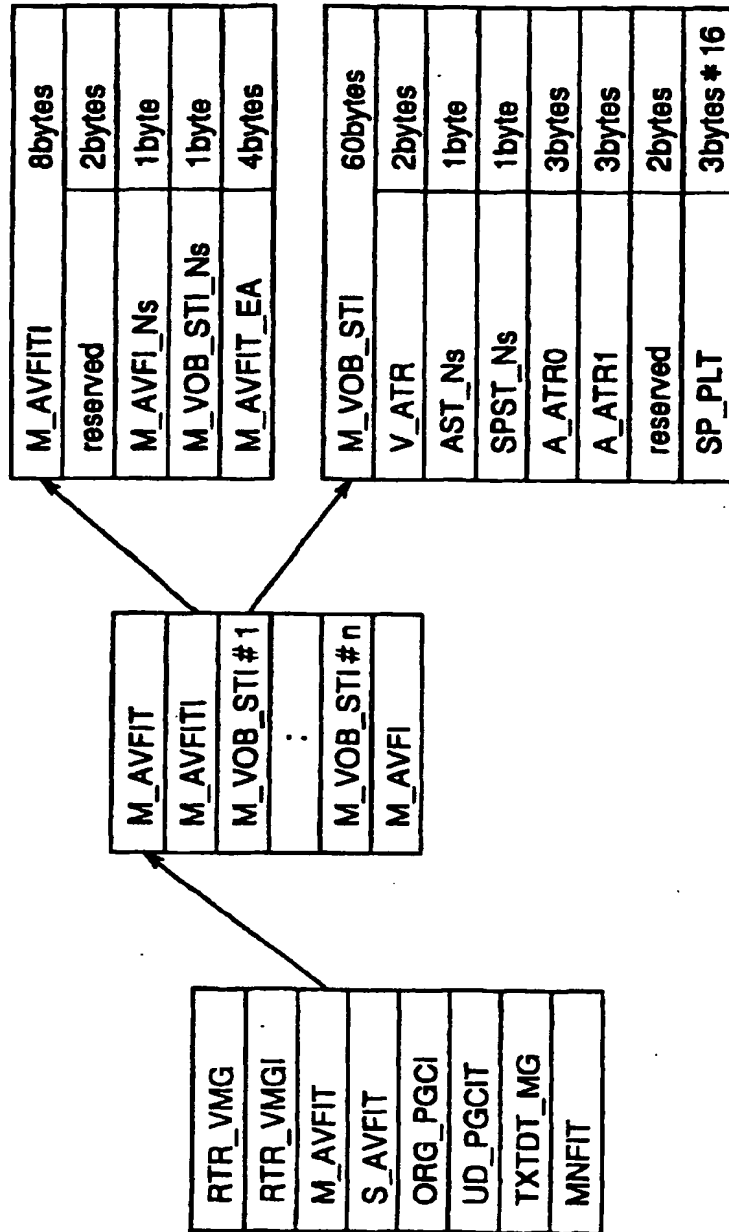 RTR_VMG
RTR_VMGI
M_AVFIT
S_AVFIT
ORG_PGCI
UD_PGCIT
TXTDT_MG
MNFIT
M_AVFIT
M_AVFITI
M_VOB_STI#1
:
M_VOB_STI#n
M_AVFI
M_AVFITI 8bytes
reserved 2bytes
M_AVFI_Ns 1byte
M_VOB_STI_Ns 1byte
M_AVFIT_EA 4bytes
M_VOB_STI 60bytes
V_ATR 2bytes
AST_Ns 1byte
SPST_Ns 1byte
A_ATR0 3bytes
A_ATR1 3bytes
reserved 2bytes
SP_PLT 3bytes*16